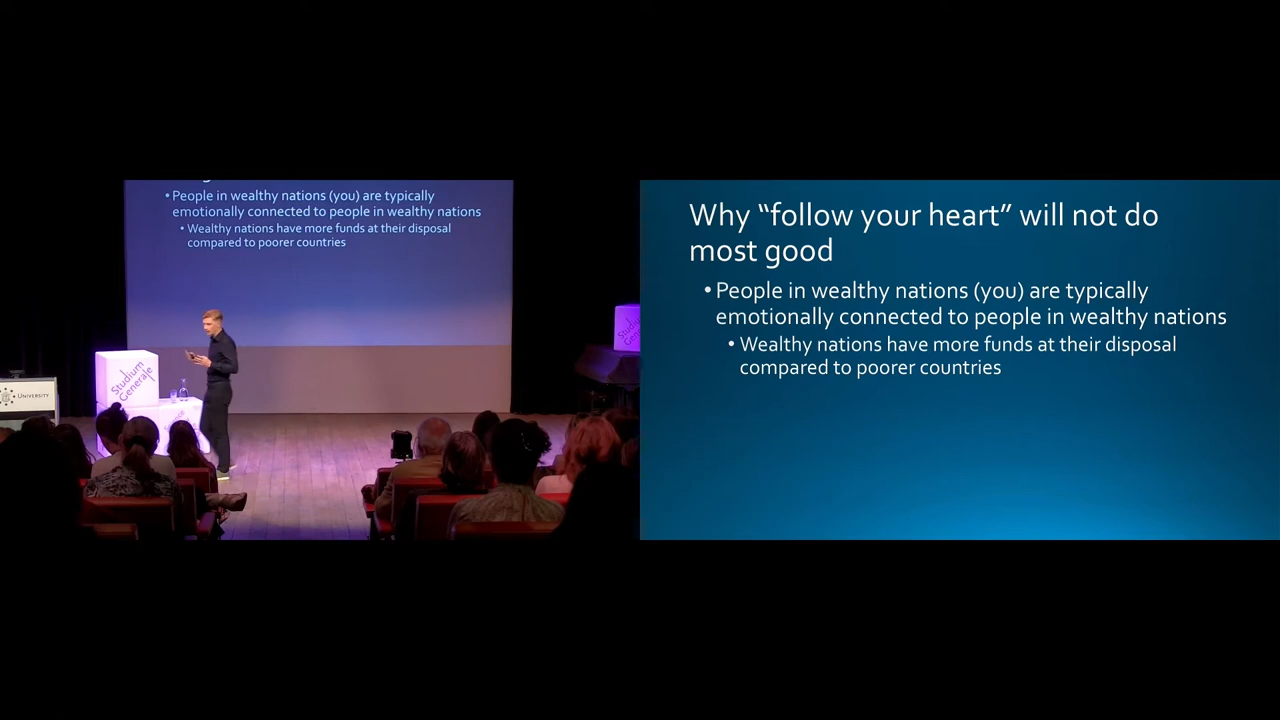 People in wealthy nations (you) are typically
emotionally connected to people in wealthy nations
• Wealthy nations have more funds at their disposal
compared to poorer countries
Studium
Generale
UNIVERSITY
Why “follow your heart” will not do
most good
• People in wealthy nations (you) are typically
emotionally connected to people in wealthy nations
• Wealthy nations have more funds at their disposal
compared to poorer countries